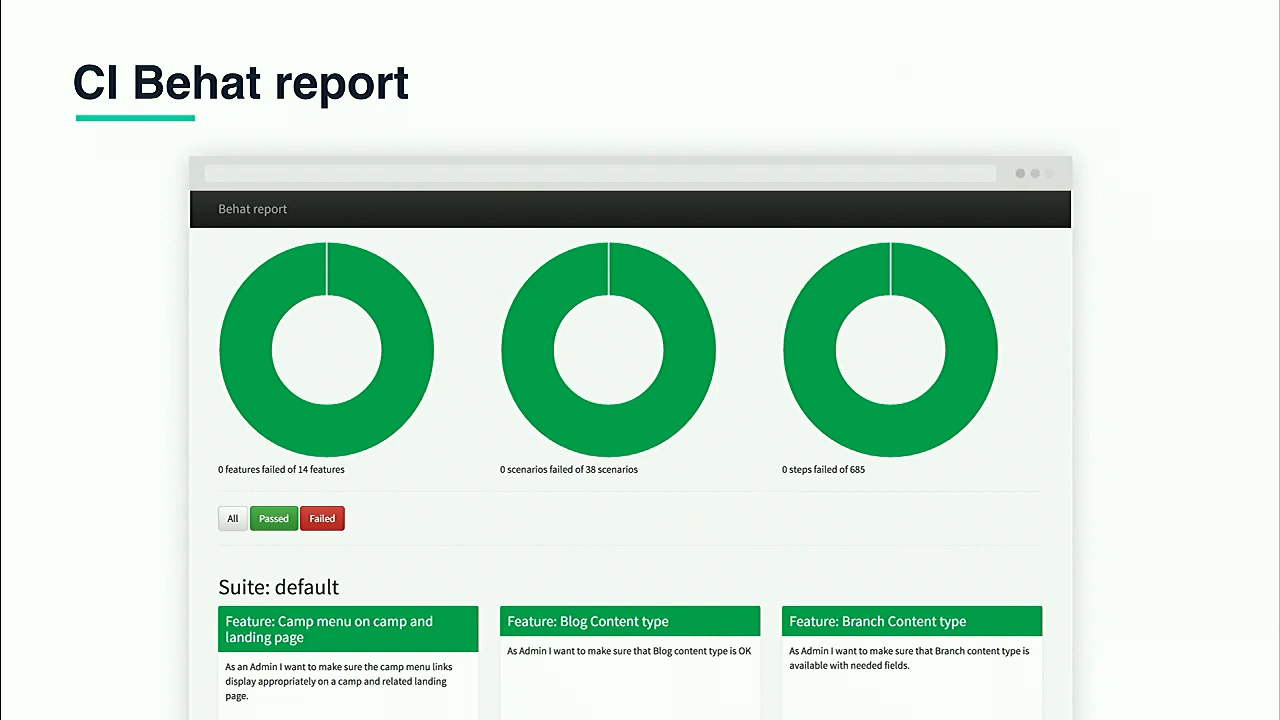 CI Behat report
Behat report
0 features failed of 14 features
0 scenarios failed of 38 scenarios
0 steps failed of 685
All
Passed
Failed
Suite: default
Feature: Camp menu on camp and
landing page
As an Admin I want to make sure the camp menu links
display appropriately on a camp and related landing
page.
Feature: Blog Content type
As Admin I want to make sure that Blog content type is OK
Feature: Branch Content type
As Admin I want to make sure that Branch content type is
available with needed fields.